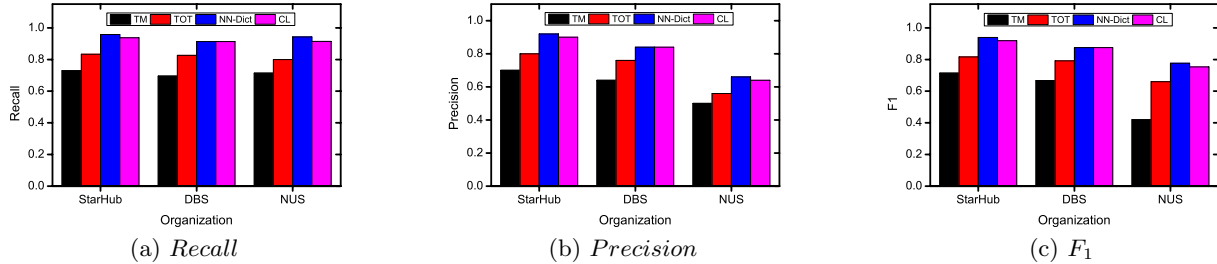 TM TOT NN-Dict CL
1.0
0.8
0.6
0.4
0.2
0.0
Recall
StarHub DBS NUS
Organization
(a) Recall
TM TOT NN-Dict CL
1.0
0.8
0.6
0.4
0.2
0.0
Precision
StarHub DBS NUS
Organization
(b) Precision
TM TOT NN-Dict CL
1.0
0.8
0.6
0.4
0.2
0.0
F1
StarHub DBS NUS
Organization
(c) F1